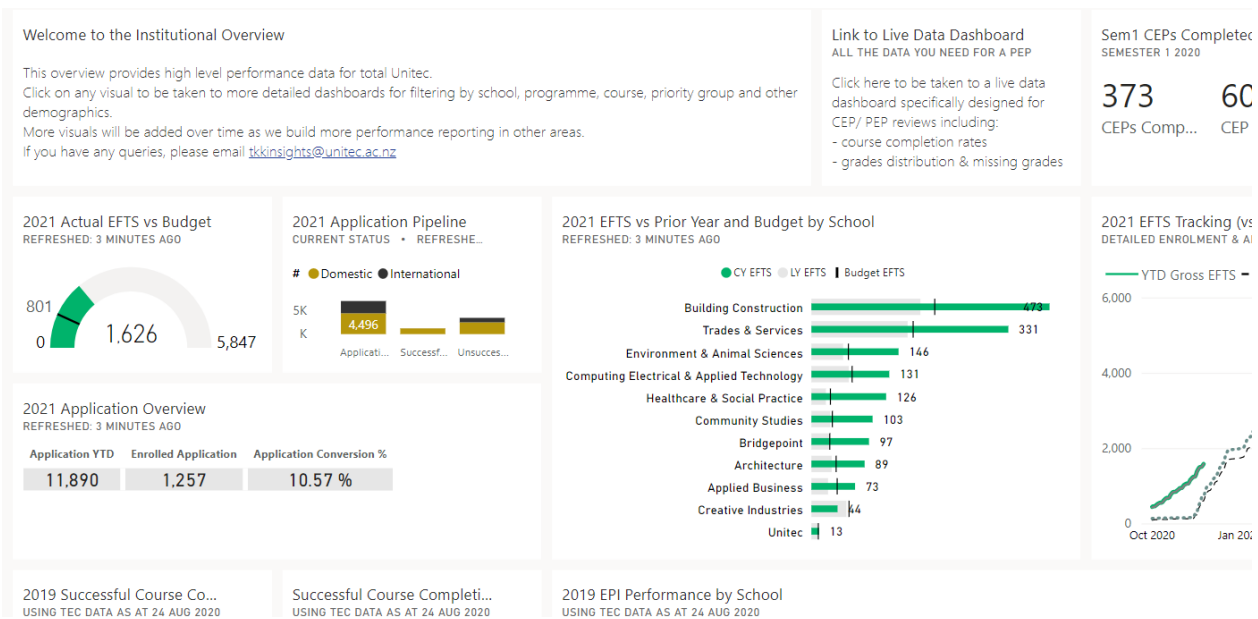 Welcome to the Institutional Overview
This overview provides high level performance data for total Unitec.
Click on any visual to be taken to more detailed dashboards for filtering by school, programme, course, priority group and other
demographics.
More visuals will be added over time as we build more performance reporting in other areas.
If you have any queries, please email tkkinsights@unitec.ac.nz
Link to Live Data Dashboard
ALL THE DATA YOU NEED FOR A PEP
Click here to be taken to a live data
dashboard specifically designed for
CEP/ PEP reviews including:
- course completion rates
- grades distribution & missing grades
Sem1 CEPs Completed
SEMESTER 1 2020
373 60
CEPs Comp... CEP
2021 Actual EFTS vs Budget
REFRESHED: 3 MINUTES AGO
801
0
1.626
5,847
2021 Application Pipeline
CURRENT STATUS • REFRESHE...
# Domestic International
5K
K
4,496
Applicati... Successf... Unsucces...
2021 Application Overview
REFRESHED: 3 MINUTES AGO
Application YTD Enrolled Application Application Conversion %
11,890 1,257 10.57 %
2021 EFTS vs Prior Year and Budget by School
REFRESHED: 3 MINUTES AGO
CY EFTS LY EFTS Budget EFTS
Building Construction 473
Trades & Services 331
Environment & Animal Sciences 146
Computing Electrical & Applied Technology 131
Healthcare & Social Practice 126
Community Studies 103
Bridgepoint 97
Architecture 89
Applied Business 73
Creative Industries 44
Unitec 13
2021 EFTS Tracking (vs
DETAILED ENROLMENT &
YTD Gross EFTS
6,000
4,000
2,000
0
Oct 2020 Jan 202
2019 Successful Course Co...
USING TEC DATA AS AT 24 AUG 2020
Successful Course Completi...
USING TEC DATA AS AT 24 AUG 2020
2019 EPI Performance by School
USING TEC DATA AS AT 24 AUG 2020